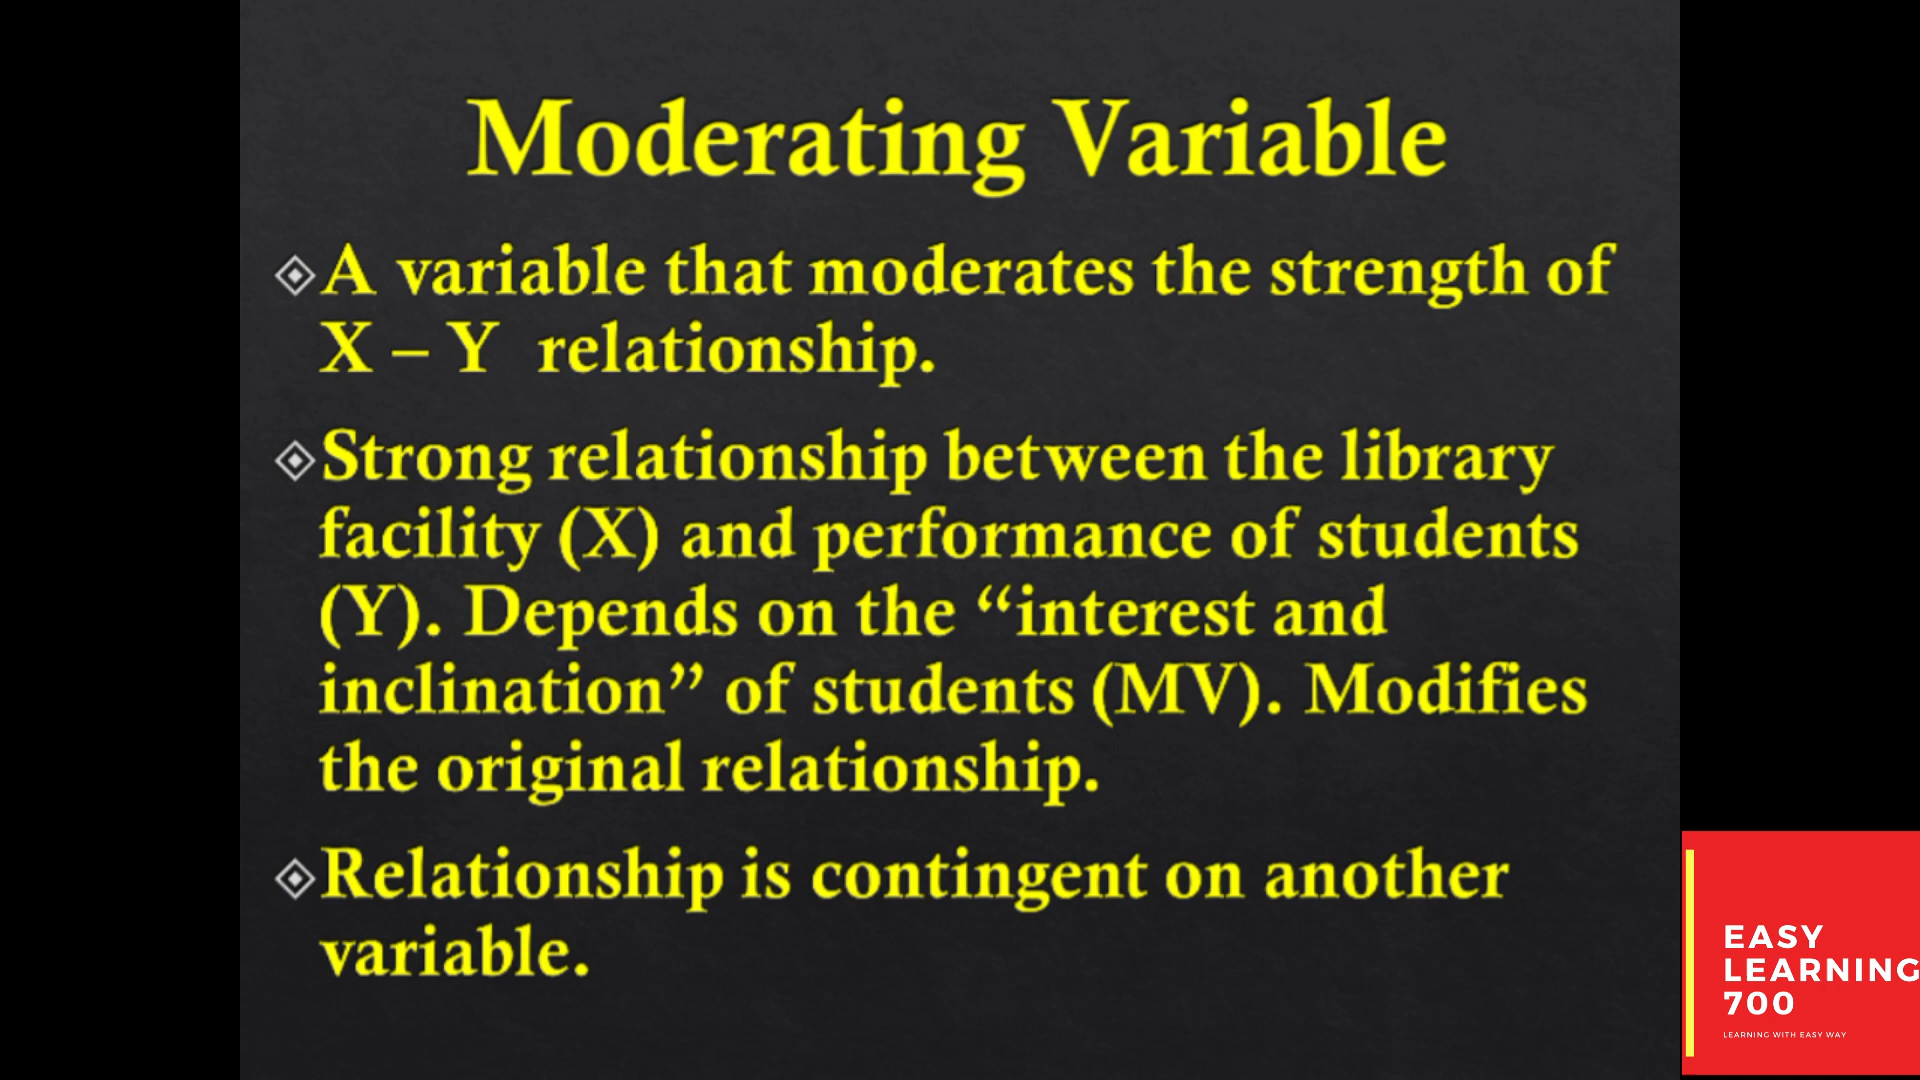 Moderating Variable
A variable that moderates the strength of
X – Y relationship.
Strong relationship between the library
facility (X) and performance of students
(Y). Depends on the “interest and
inclination” of students (MV). Modifies
the original relationship.
Relationship is contingent on another
variable.
EASY
LEARNING
700
LEARNING WITH EASY WAY